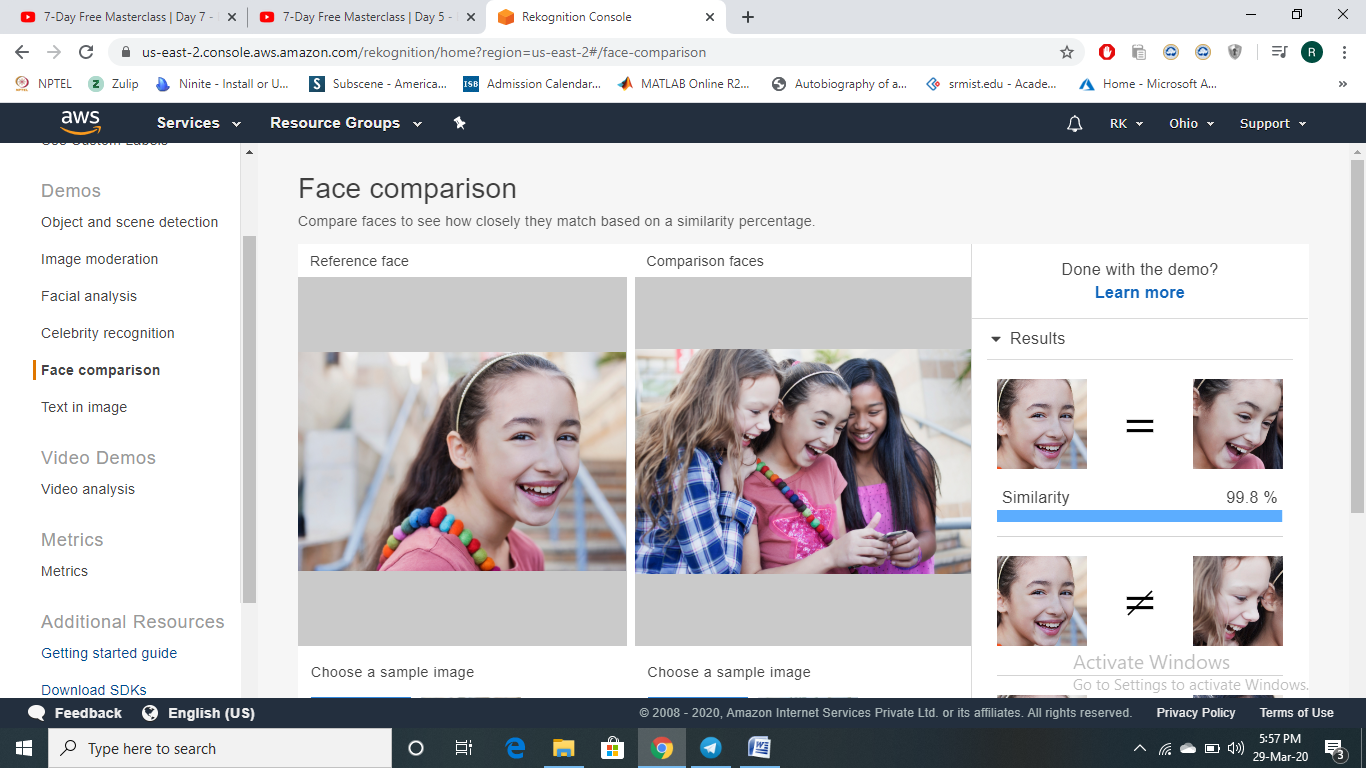 7-Day Free Masterclass | Day 7 -
7-Day Free Masterclass | Day 5 -
Rekognition Console
us-east-2.console.aws.amazon.com/rekognition/home?region=us-east-2#/face-comparison
R
NPTEL
Zulip
Ninite - Install or U...
Subscene - America...
ISB Admission Calendar...
MATLAB Online R2...
Autobiography of a...
srmist.edu - Acade...
Home - Microsoft A...
aws
Services
Resource Groups
RK
Ohio
Support
Use Custom Labels
Demos
Object and scene detection
Image moderation
Facial analysis
Celebrity recognition
Face comparison
Text in image
Video Demos
Video analysis
Metrics
Metrics
Additional Resources
Getting started guide
Download SDKs
Face comparison
Compare faces to see how closely they match based on a similarity percentage.
Reference face
Comparison faces
Choose a sample image
Choose a sample image
Done with the demo?
Learn more
Results
=
Similarity 99.8 %
≠
Activate Windows
Go to Settings to activate Windows.
Feedback
English (US)
© 2008 - 2020, Amazon Internet Services Private Ltd. or its affiliates. All rights reserved.
Privacy Policy
Terms of Use
Type here to search
5:57 PM
29-Mar-20
3